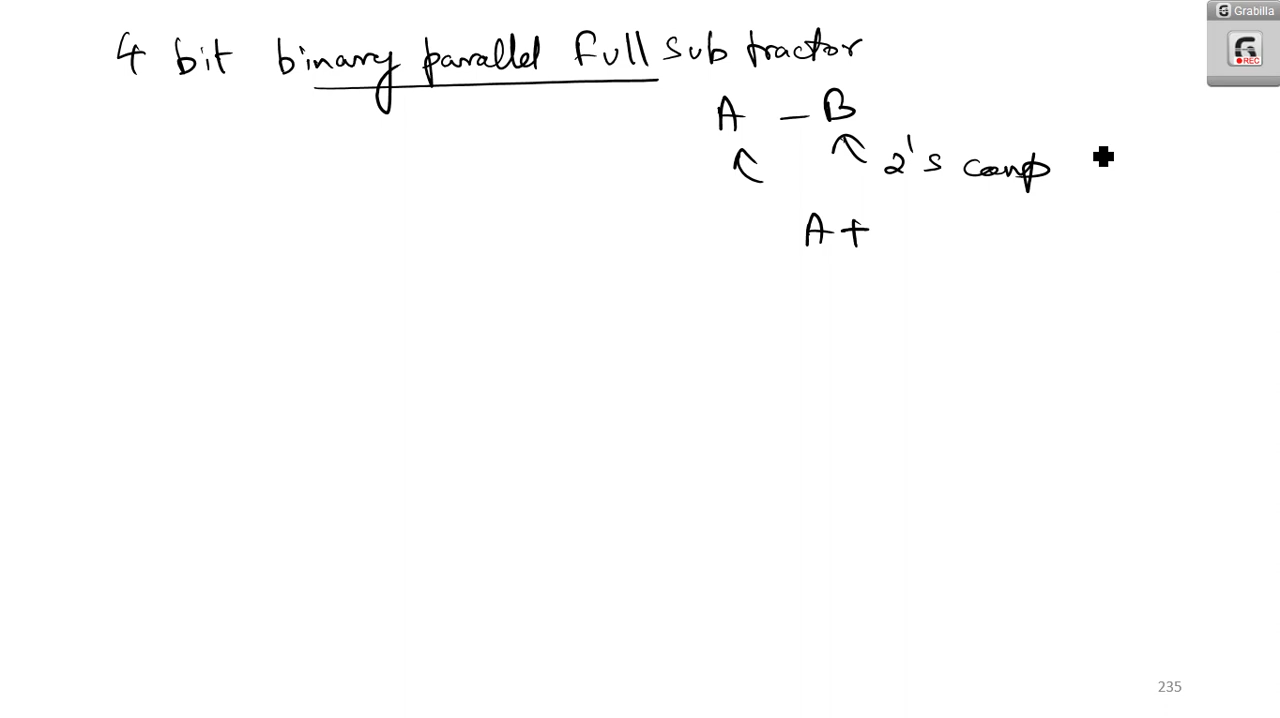 4 bit binary parallel full subtractor
A - B
2's comp
A +
235
Grabilla
REC